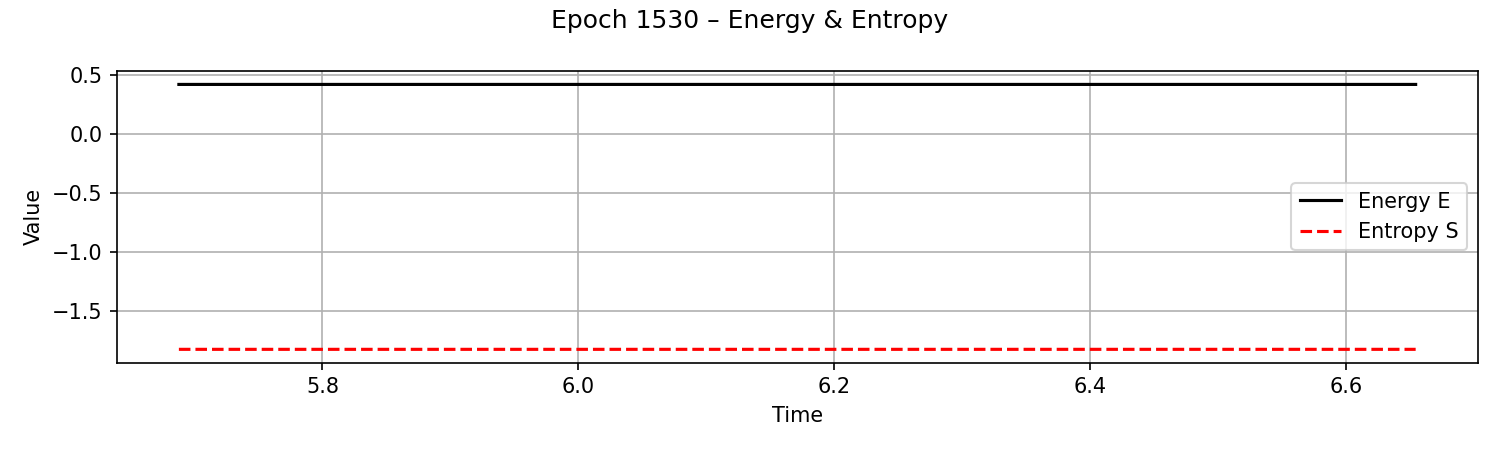 Epoch 1530 – Energy & Entropy
0.5
0.0
−0.5
−1.0
−1.5
Value
Energy E
Entropy S
5.8 6.0 6.2 6.4 6.6
Time